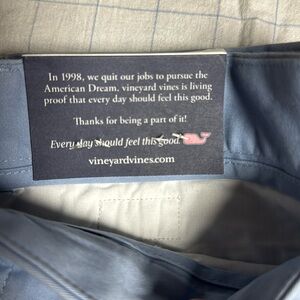 In 1998, we quit our jobs to pursue the
American Dream. vineyard vines is living
proof that every day should feel this good.
Thanks for being a part of it!
Every day should feel this good.
vineyardvines.com